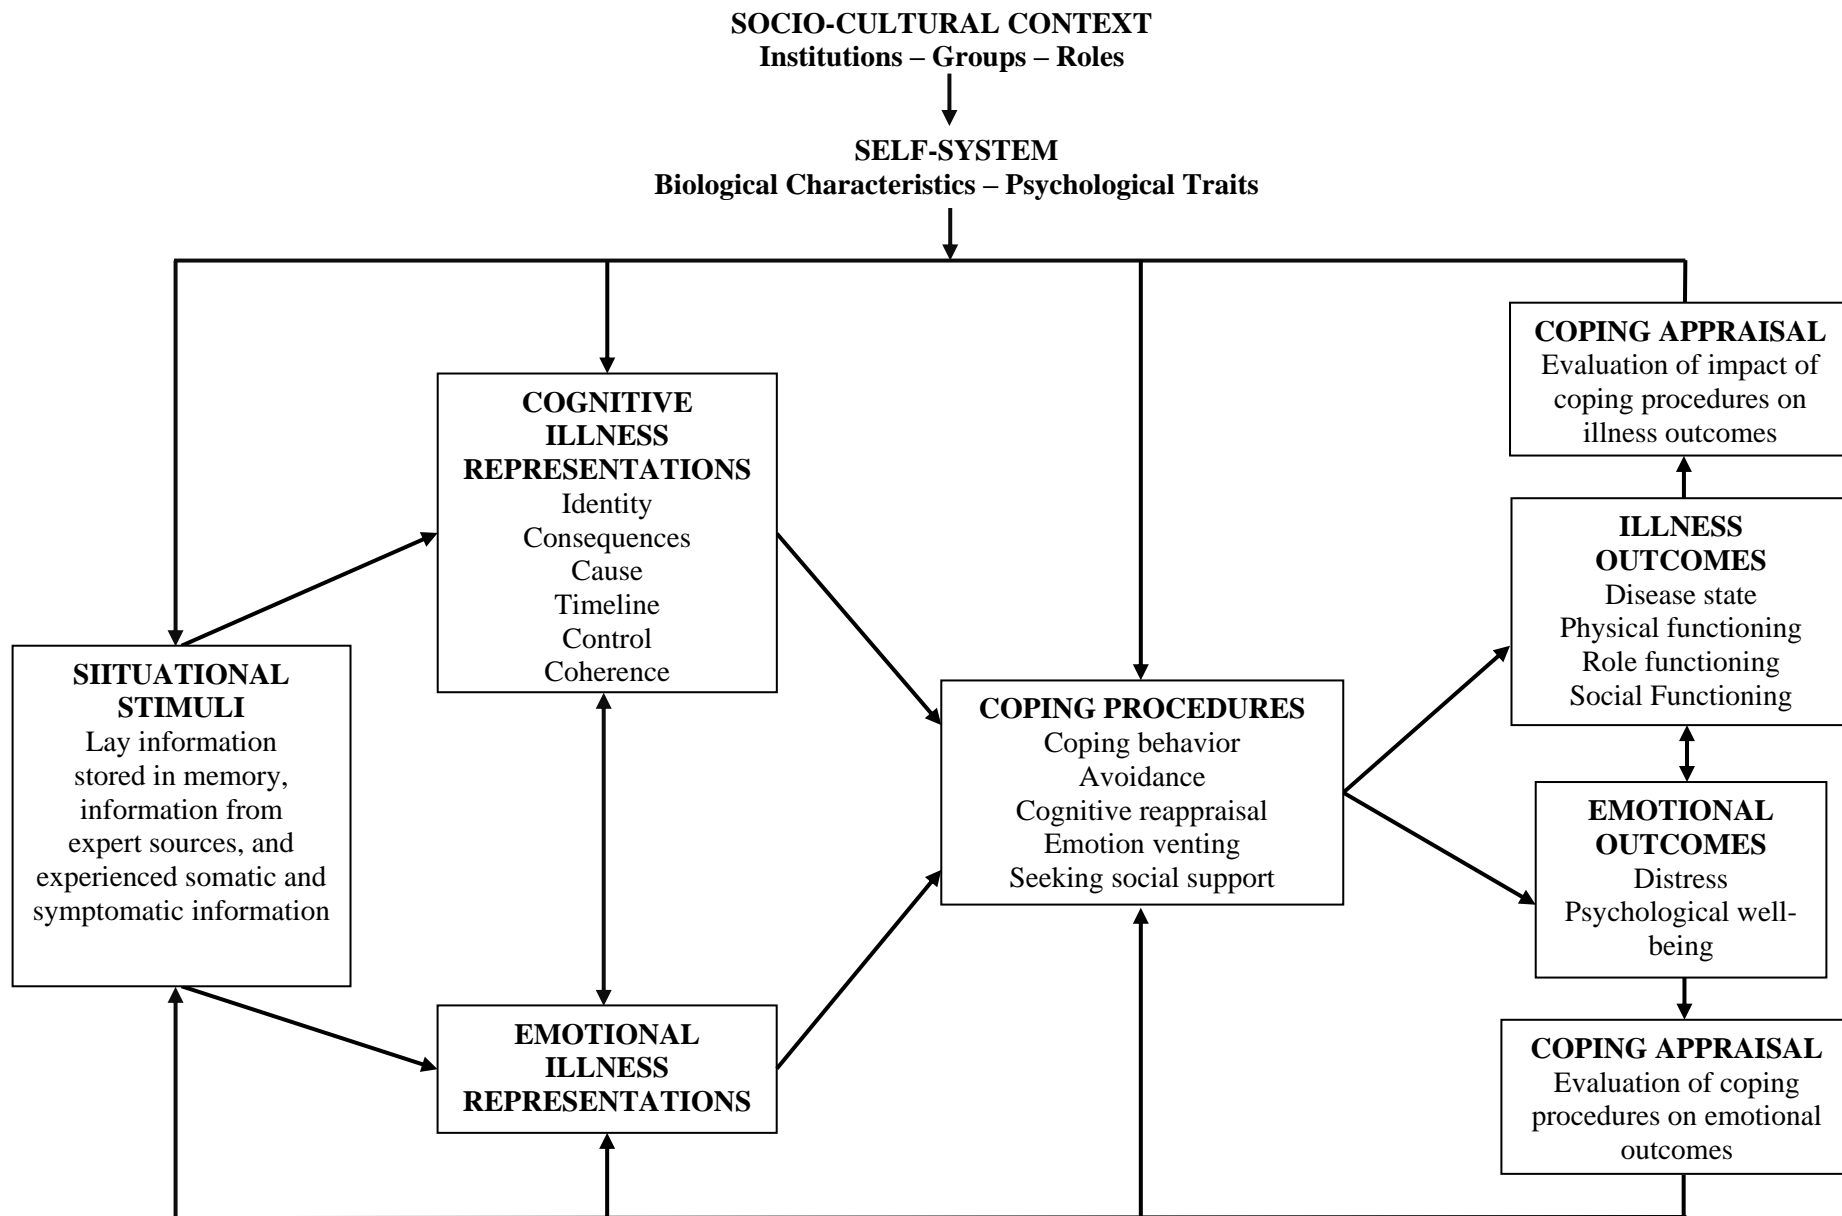 SOCIO-CULTURAL CONTEXT
Institutions – Groups – Roles
SELF-SYSTEM
Biological Characteristics – Psychological Traits
COGNITIVE
ILLNESS
REPRESENTATIONS
Identity
Consequences
Cause
Timeline
Control
Coherence
SIITUATIONAL
STIMULI
Lay information
stored in memory,
information from
expert sources, and
experienced somatic and
symptomatic information
EMOTIONAL
ILLNESS
REPRESENTATIONS
COPING PROCEDURES
Coping behavior
Avoidance
Cognitive reappraisal
Emotion venting
Seeking social support
COPING APPRAISAL
Evaluation of impact of
coping procedures on
illness outcomes
ILLNESS
OUTCOMES
Disease state
Physical functioning
Role functioning
Social Functioning
EMOTIONAL
OUTCOMES
Distress
Psychological well-
being
COPING APPRAISAL
Evaluation of coping
procedures on emotional
outcomes